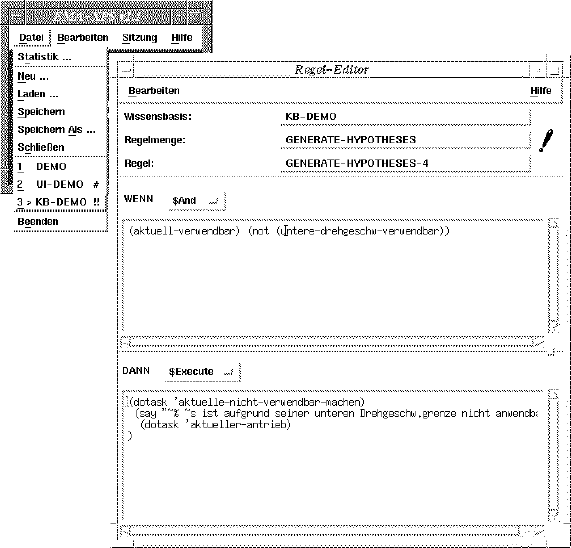 Datei Bearbeiten Sitzung Hilfe
Statistik ...
Neu ...
Laden ...
Speichern
Speichern Als ...
Schließen
1 DEMO
2 UI-DEMO #
3 > KB-DEMO !!
Beenden
Regel-Editor
Bearbeiten Hilfe
Wissensbasis: KB-DEMO
Regelmenge: GENERATE-HYPOTHESES
Regel: GENERATE-HYPOTHESES-4
!
WENN $And
(aktuell-verwendbar) (not (untere-drehgeschw-verwendbar))
DANN $Execute
(dotask 'aktuelle-nicht-verwendbar-machen)
(say "~% ~s ist aufgrund seiner unteren Drehgeschw.grenze nicht anwendba
(dotask 'aktueller-antrieb)
)